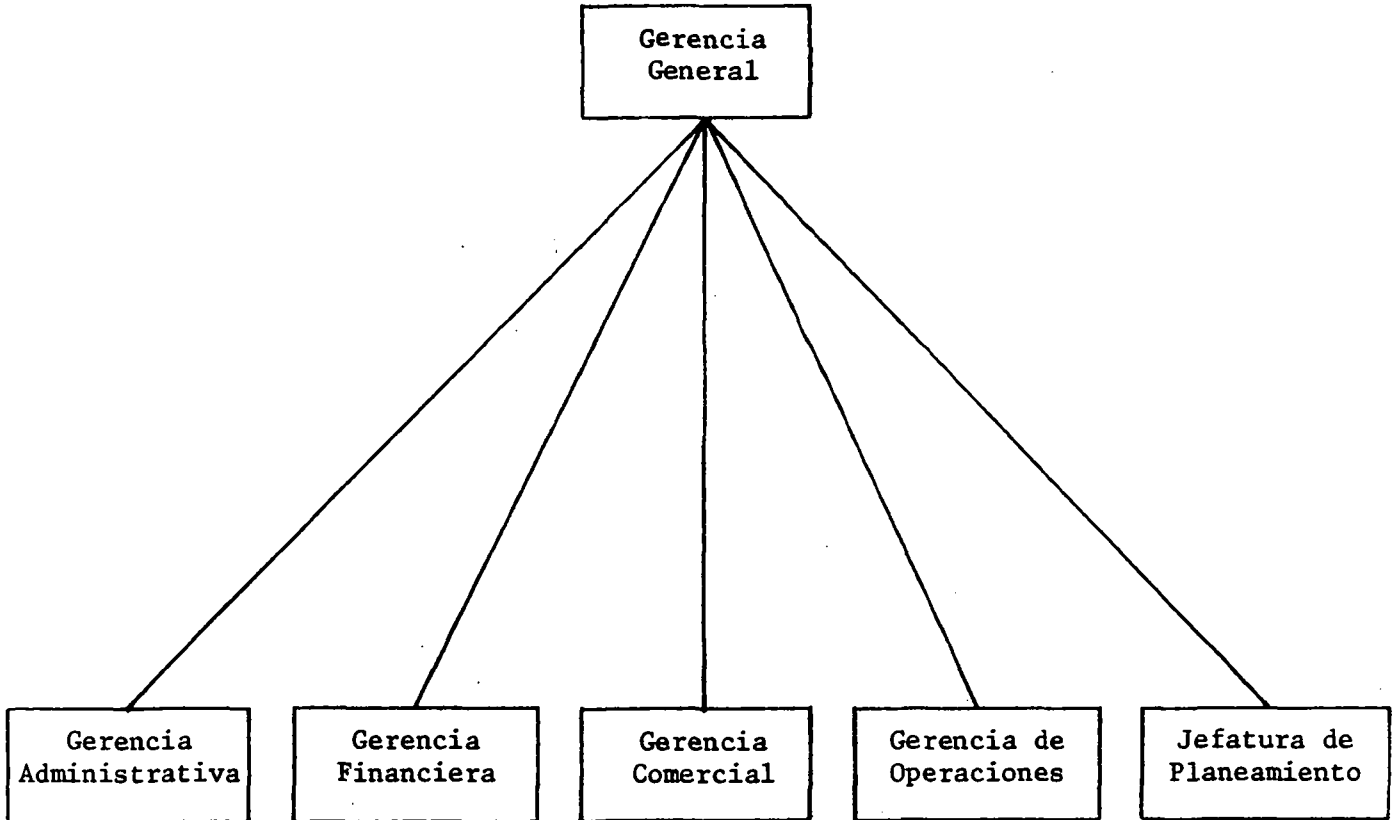 Gerencia
General
Gerencia
Administrativa
Gerencia
Financiera
Gerencia
Comercial
Gerencia de
Operaciones
Jefatura de
Planeamiento